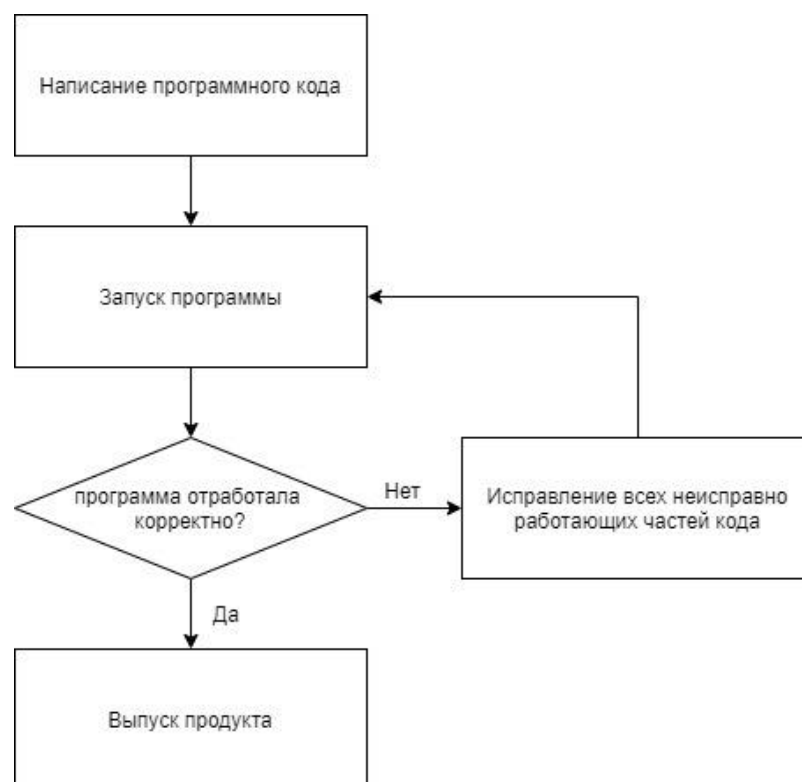 Написание программного кода
Запуск программы
программа отработала
корректно?
Нет
Исправление всех неисправно
работающих частей кода
Да
Выпуск продукта